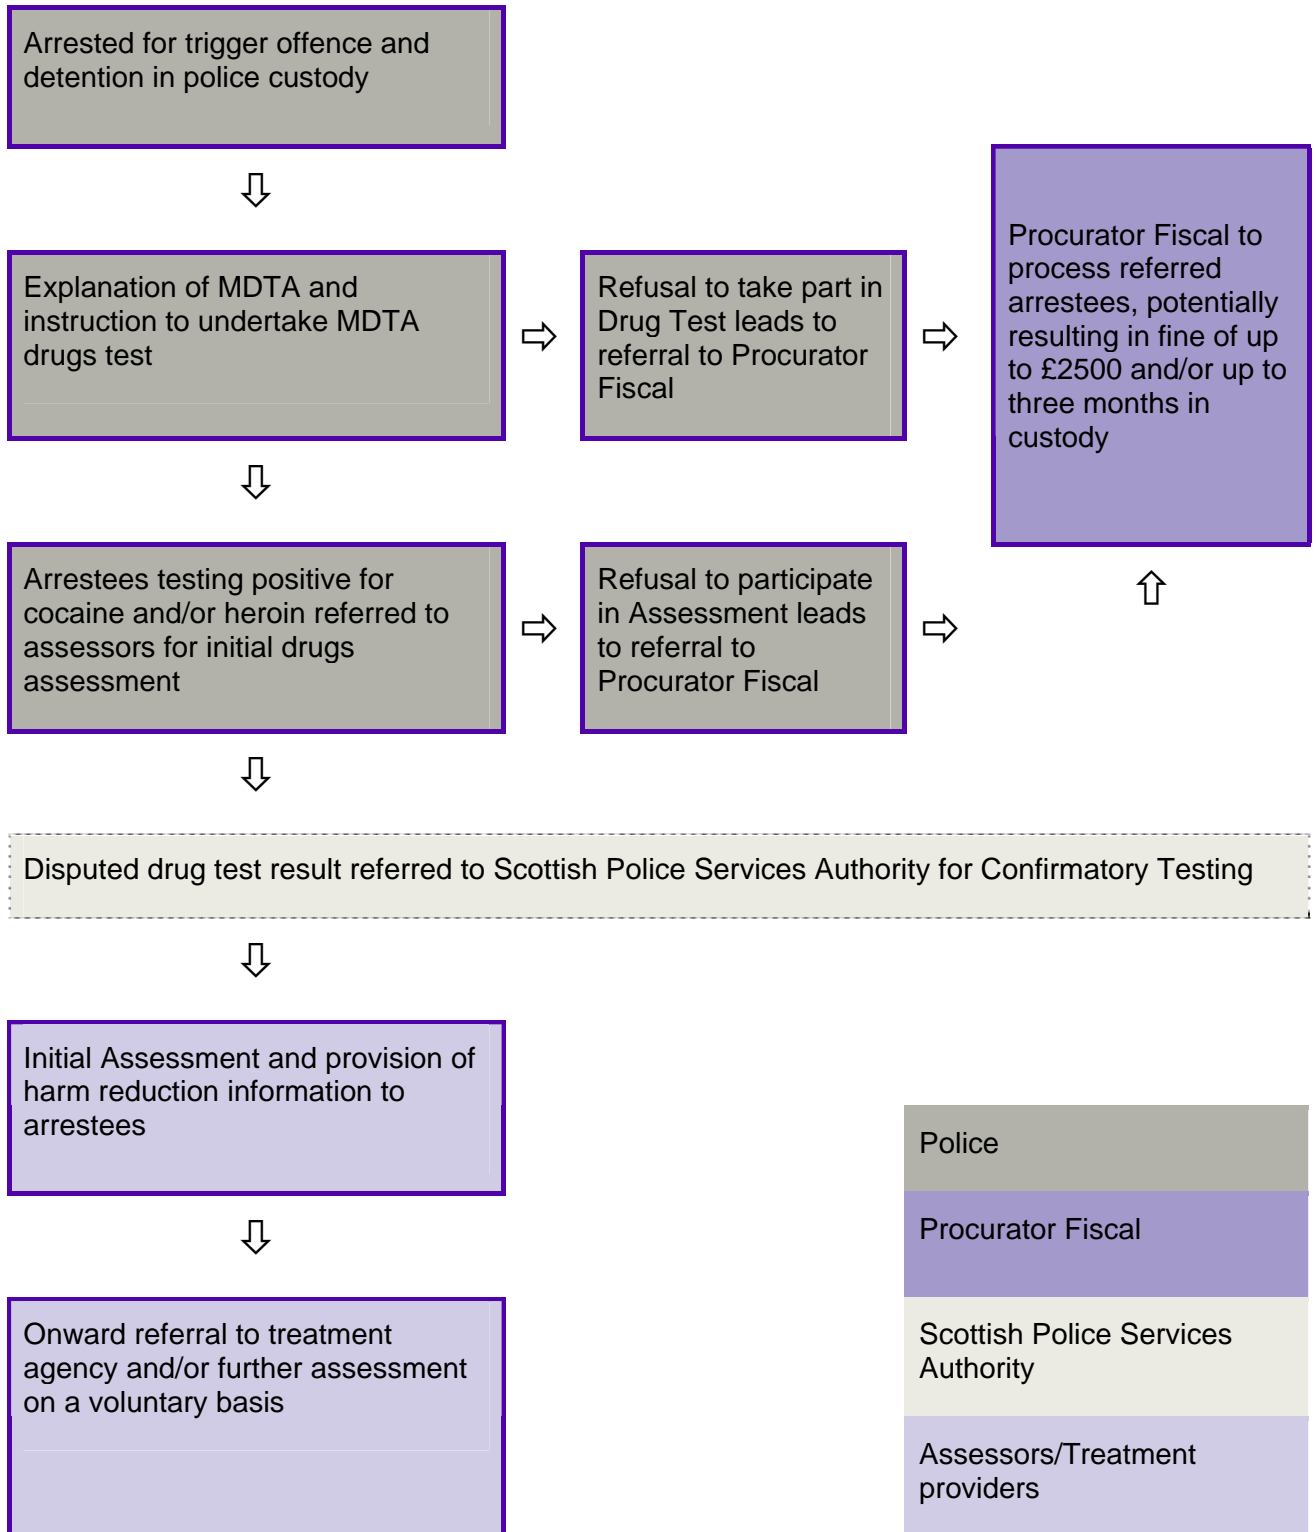 Arrested for trigger offence and
detention in police custody
Explanation of MDTA and
instruction to undertake MDTA
drugs test
Refusal to take part in
Drug Test leads to
referral to Procurator
Fiscal
Procurator Fiscal to
process referred
arrestees, potentially
resulting in fine of up
to £2500 and/or up to
three months in
custody
Arrestees testing positive for
cocaine and/or heroin referred to
assessors for initial drugs
assessment
Refusal to participate
in Assessment leads
to referral to
Procurator Fiscal
Disputed drug test result referred to Scottish Police Services Authority for Confirmatory Testing
Initial Assessment and provision of
harm reduction information to
arrestees
Onward referral to treatment
agency and/or further assessment
on a voluntary basis
Police
Procurator Fiscal
Scottish Police Services
Authority
Assessors/Treatment
providers